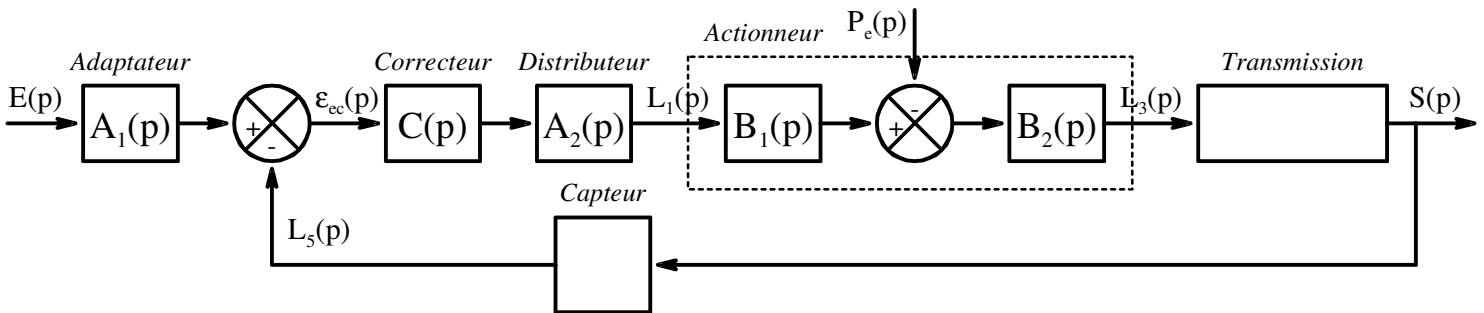 P_e(p)
Actionneur
Adaptateur
Correcteur
Distributeur
Transmission
E(p)
A_1(p)
+
-
ε_ec(p)
C(p)
A_2(p)
L_1(p)
B_1(p)
-
+
B_2(p)
L_3(p)
S(p)
Capteur
L_5(p)